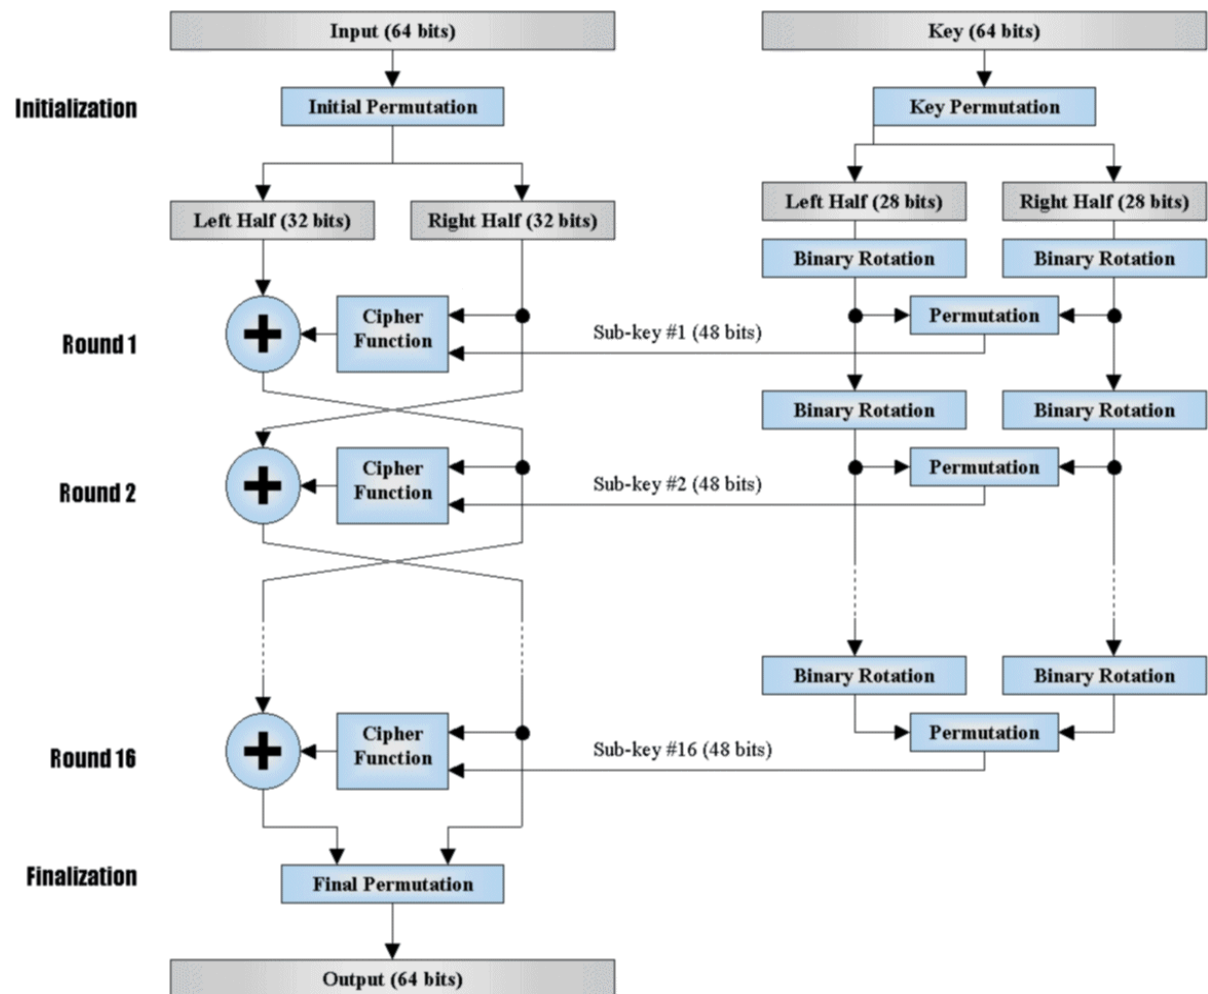 Input (64 bits)
Key (64 bits)
Initialization
Initial Permutation
Key Permutation
Left Half (32 bits)
Right Half (32 bits)
Left Half (28 bits)
Right Half (28 bits)
Binary Rotation
Binary Rotation
Round 1
+
Cipher
Function
Sub-key #1 (48 bits)
Permutation
Binary Rotation
Binary Rotation
Round 2
+
Cipher
Function
Sub-key #2 (48 bits)
Permutation
Binary Rotation
Binary Rotation
Round 16
+
Cipher
Function
Sub-key #16 (48 bits)
Permutation
Finalization
Final Permutation
Output (64 bits)